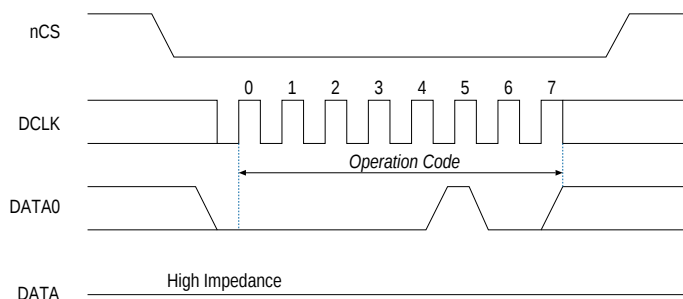 nCS
0 1 2 3 4 5 6 7
DCLK
Operation Code
DATA0
High Impedance
DATA